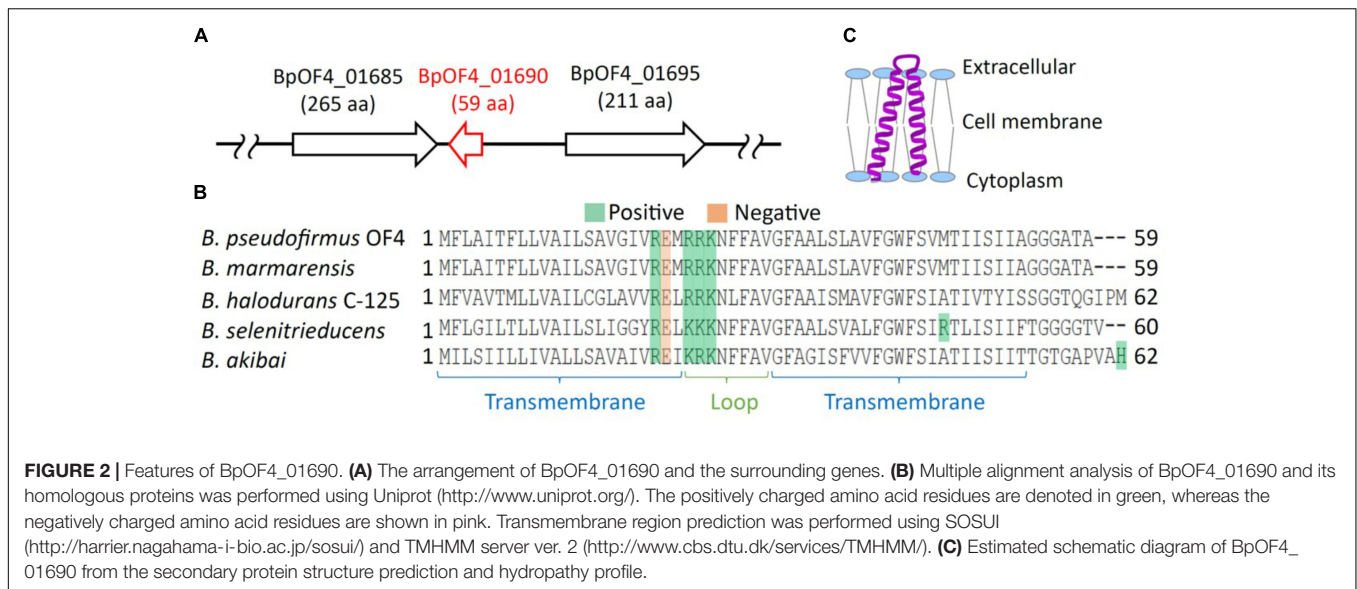 A
BpOF4_01685 BpOF4_01690 BpOF4_01695
(265 aa) (59 aa) (211 aa)
C
Extracellular
Cell membrane
Cytoplasm
B
Positive Negative
B. pseudofirmus OF4 1 MFLAITFLLVAILSAVGIVREMRRKNFFAVGFAALSLAVFGWFSVMTIISIIAGGGATA--- 59
B. marmarensis 1 MFLAITFLLVAILSAVGIVREMRRKNFFAVGFAALSLAVFGWFSVMTIISIIAGGGATA--- 59
B. halodurans C-125 1 MFVAVTMLLVAILCGLAVVRELRRKNLFAVGFAAISMAVFGWFSIATIVTYISSGGTQGIPM 62
B. selenitrieducens 1 MFLGILTLLVAILSLIGGYRELKKKNFFAVGFAALSVALFGWFSIRTLISIIFTGGGGTV-- 60
B. akibai 1 MILSIILLIVALLSAVAIVREIKRKNFFAVGFAGISFVVFGWFSIATIISIITTGTGAPVAH 62
Transmembrane Loop Transmembrane
FIGURE 2 | Features of BpOF4_01690. (A) The arrangement of BpOF4_01690 and the surrounding genes. (B) Multiple alignment analysis of BpOF4_01690 and its
homologous proteins was performed using Uniprot (http://www.uniprot.org/). The positively charged amino acid residues are denoted in green, whereas the
negatively charged amino acid residues are shown in pink. Transmembrane region prediction was performed using SOSUI
(http://harrier.nagahama-i-bio.ac.jp/sosui/) and TMHMM server ver. 2 (http://www.cbs.dtu.dk/services/TMHMM/). (C) Estimated schematic diagram of BpOF4_
01690 from the secondary protein structure prediction and hydropathy profile.